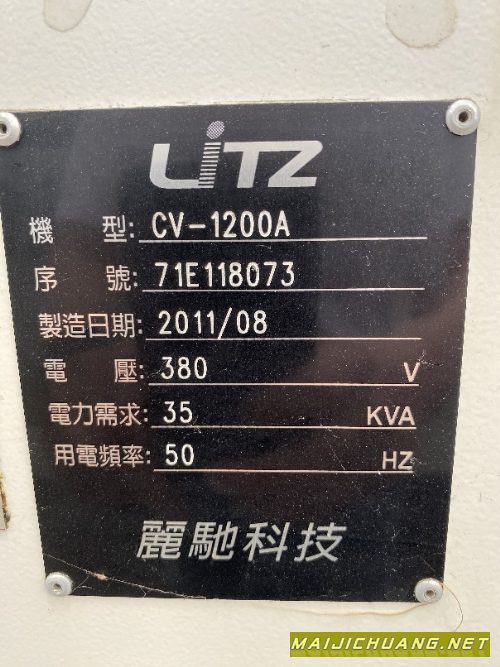 LiTZ
機 型: CV-1200A
序 號: 71E118073
製造日期: 2011/08
電 壓: 380 V
電力需求: 35 KVA
用電頻率: 50 HZ
麗馳科技
MAIJICHUANG.NET